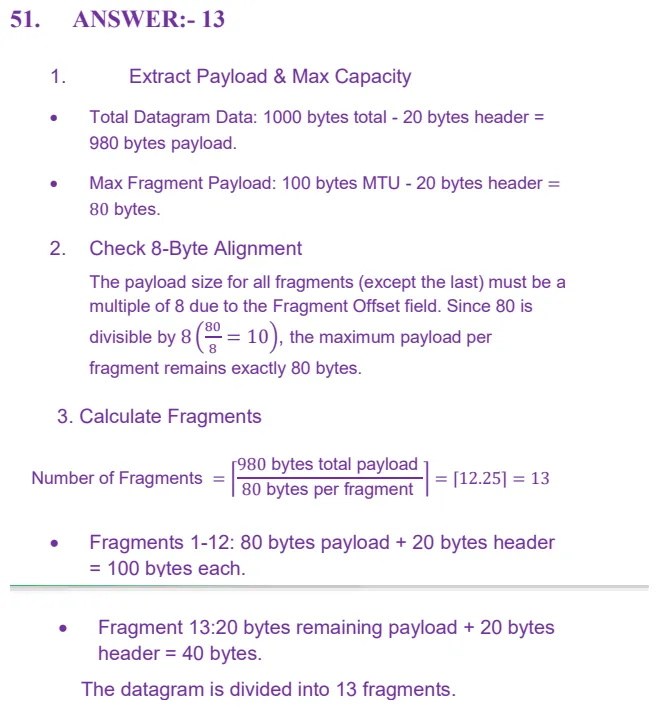 51. ANSWER:- 13
1. Extract Payload & Max Capacity
• Total Datagram Data: 1000 bytes total - 20 bytes header =
980 bytes payload.
• Max Fragment Payload: 100 bytes MTU - 20 bytes header =
80 bytes.
2. Check 8-Byte Alignment
The payload size for all fragments (except the last) must be a
multiple of 8 due to the Fragment Offset field. Since 80 is
divisible by 8 (80/8 = 10), the maximum payload per
fragment remains exactly 80 bytes.
3. Calculate Fragments
Number of Fragments = ⌈980 bytes total payload / 80 bytes per fragment⌉ = ⌈12.25⌉ = 13
• Fragments 1-12: 80 bytes payload + 20 bytes header
= 100 bytes each.
• Fragment 13:20 bytes remaining payload + 20 bytes
header = 40 bytes.
The datagram is divided into 13 fragments.